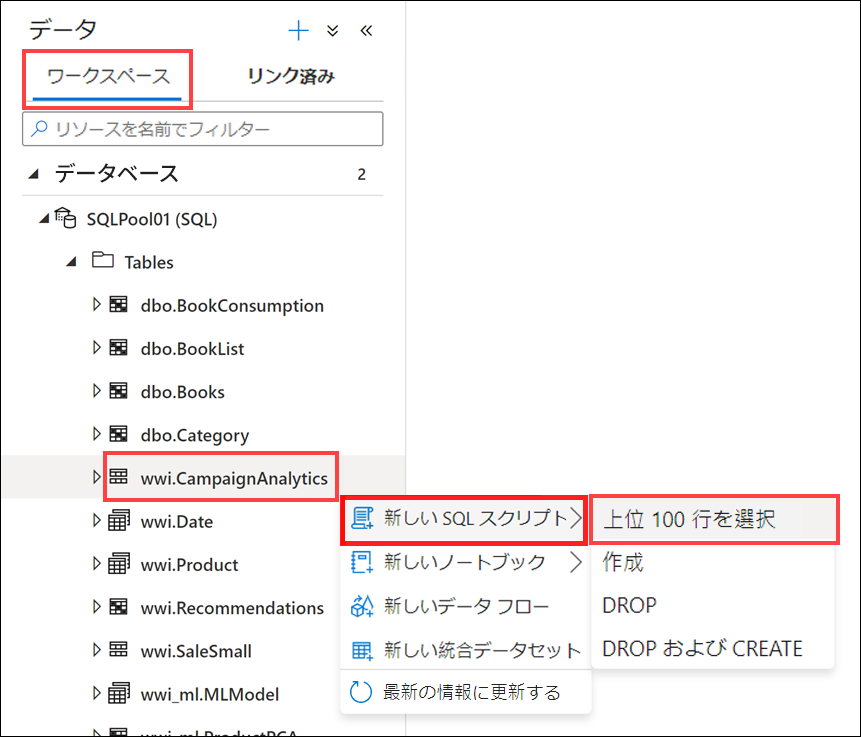 データ
ワークスペース
リンク済み
リソースを名前でフィルター
データベース 2
SQLPool01 (SQL)
Tables
dbo.BookConsumption
dbo.BookList
dbo.Books
dbo.Category
wwi.CampaignAnalytics
wwi.Date
wwi.Product
wwi.Recommendations
wwi.SaleSmall
wwi_ml.MLModel
wwi_ml.ProductPCA
新しい SQL スクリプト
新しいノートブック
新しいデータ フロー
新しい統合データセット
最新の情報に更新する
上位 100 行を選択
作成
DROP
DROP および CREATE